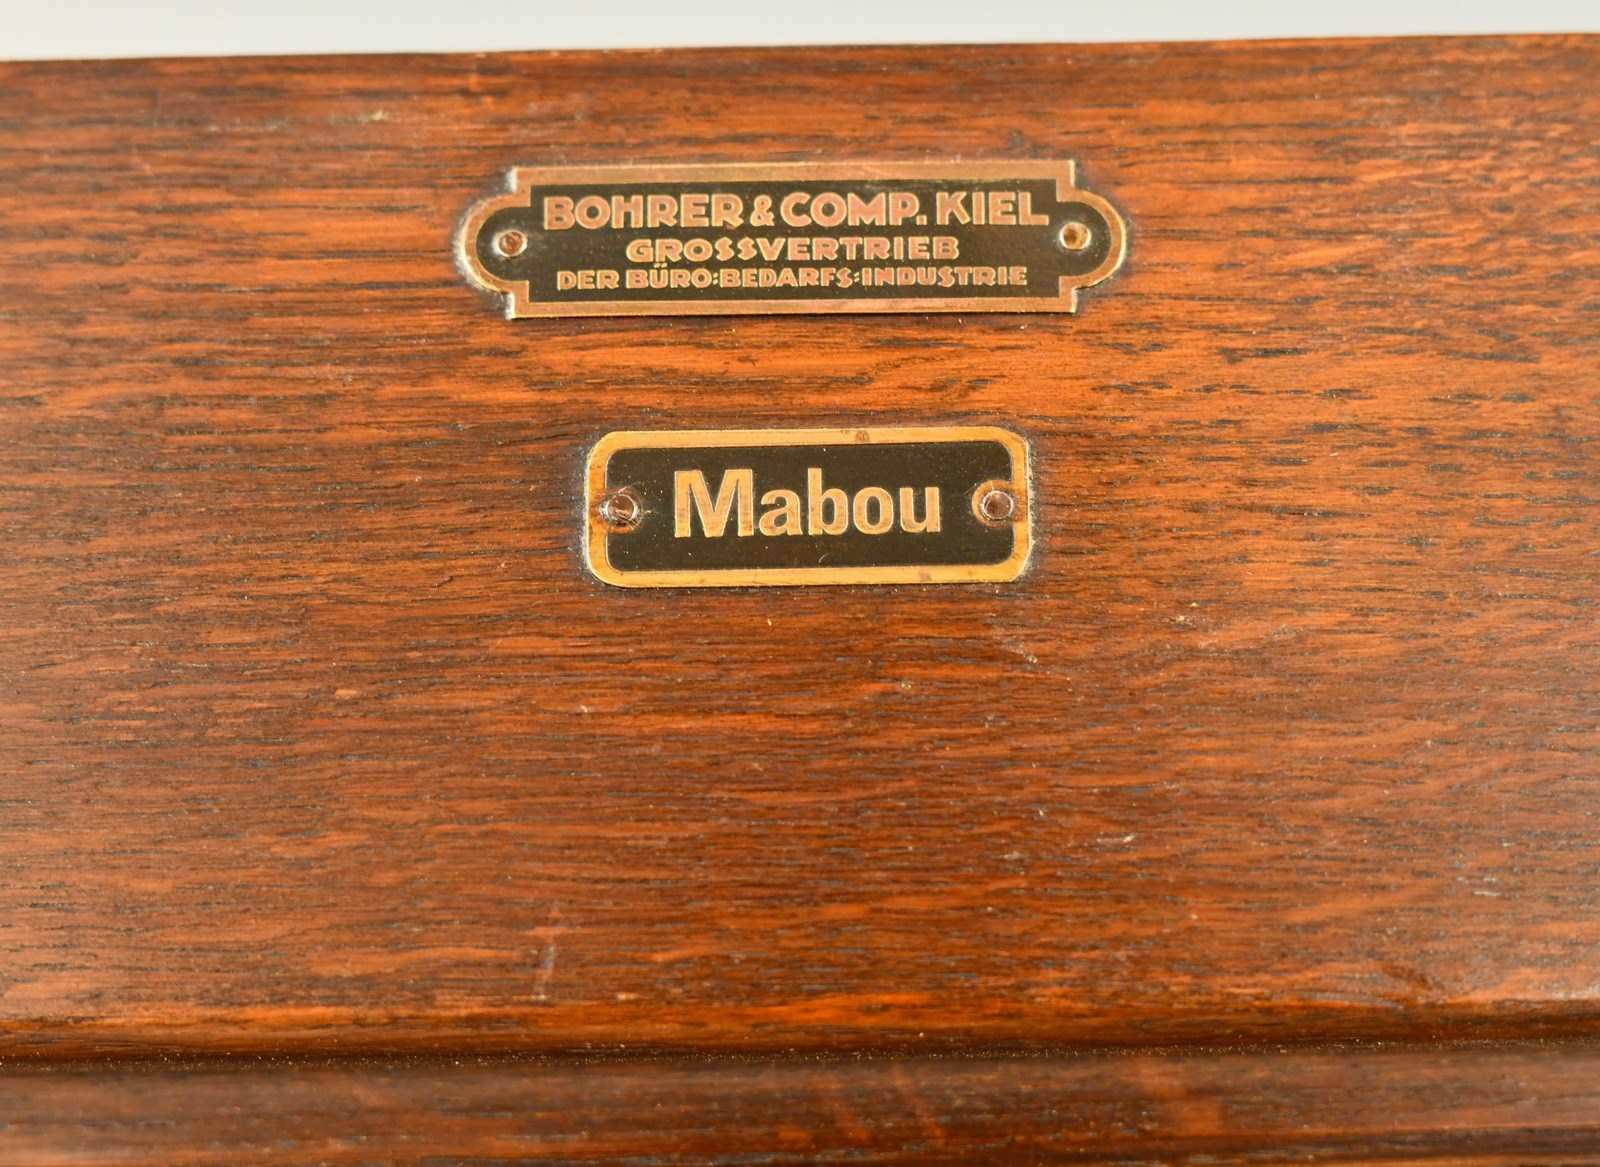 BOHRER & COMP. KIEL
GROSSVERTRIEB
DER BÜRO:BEDARFS:INDUSTRIE
Mabou